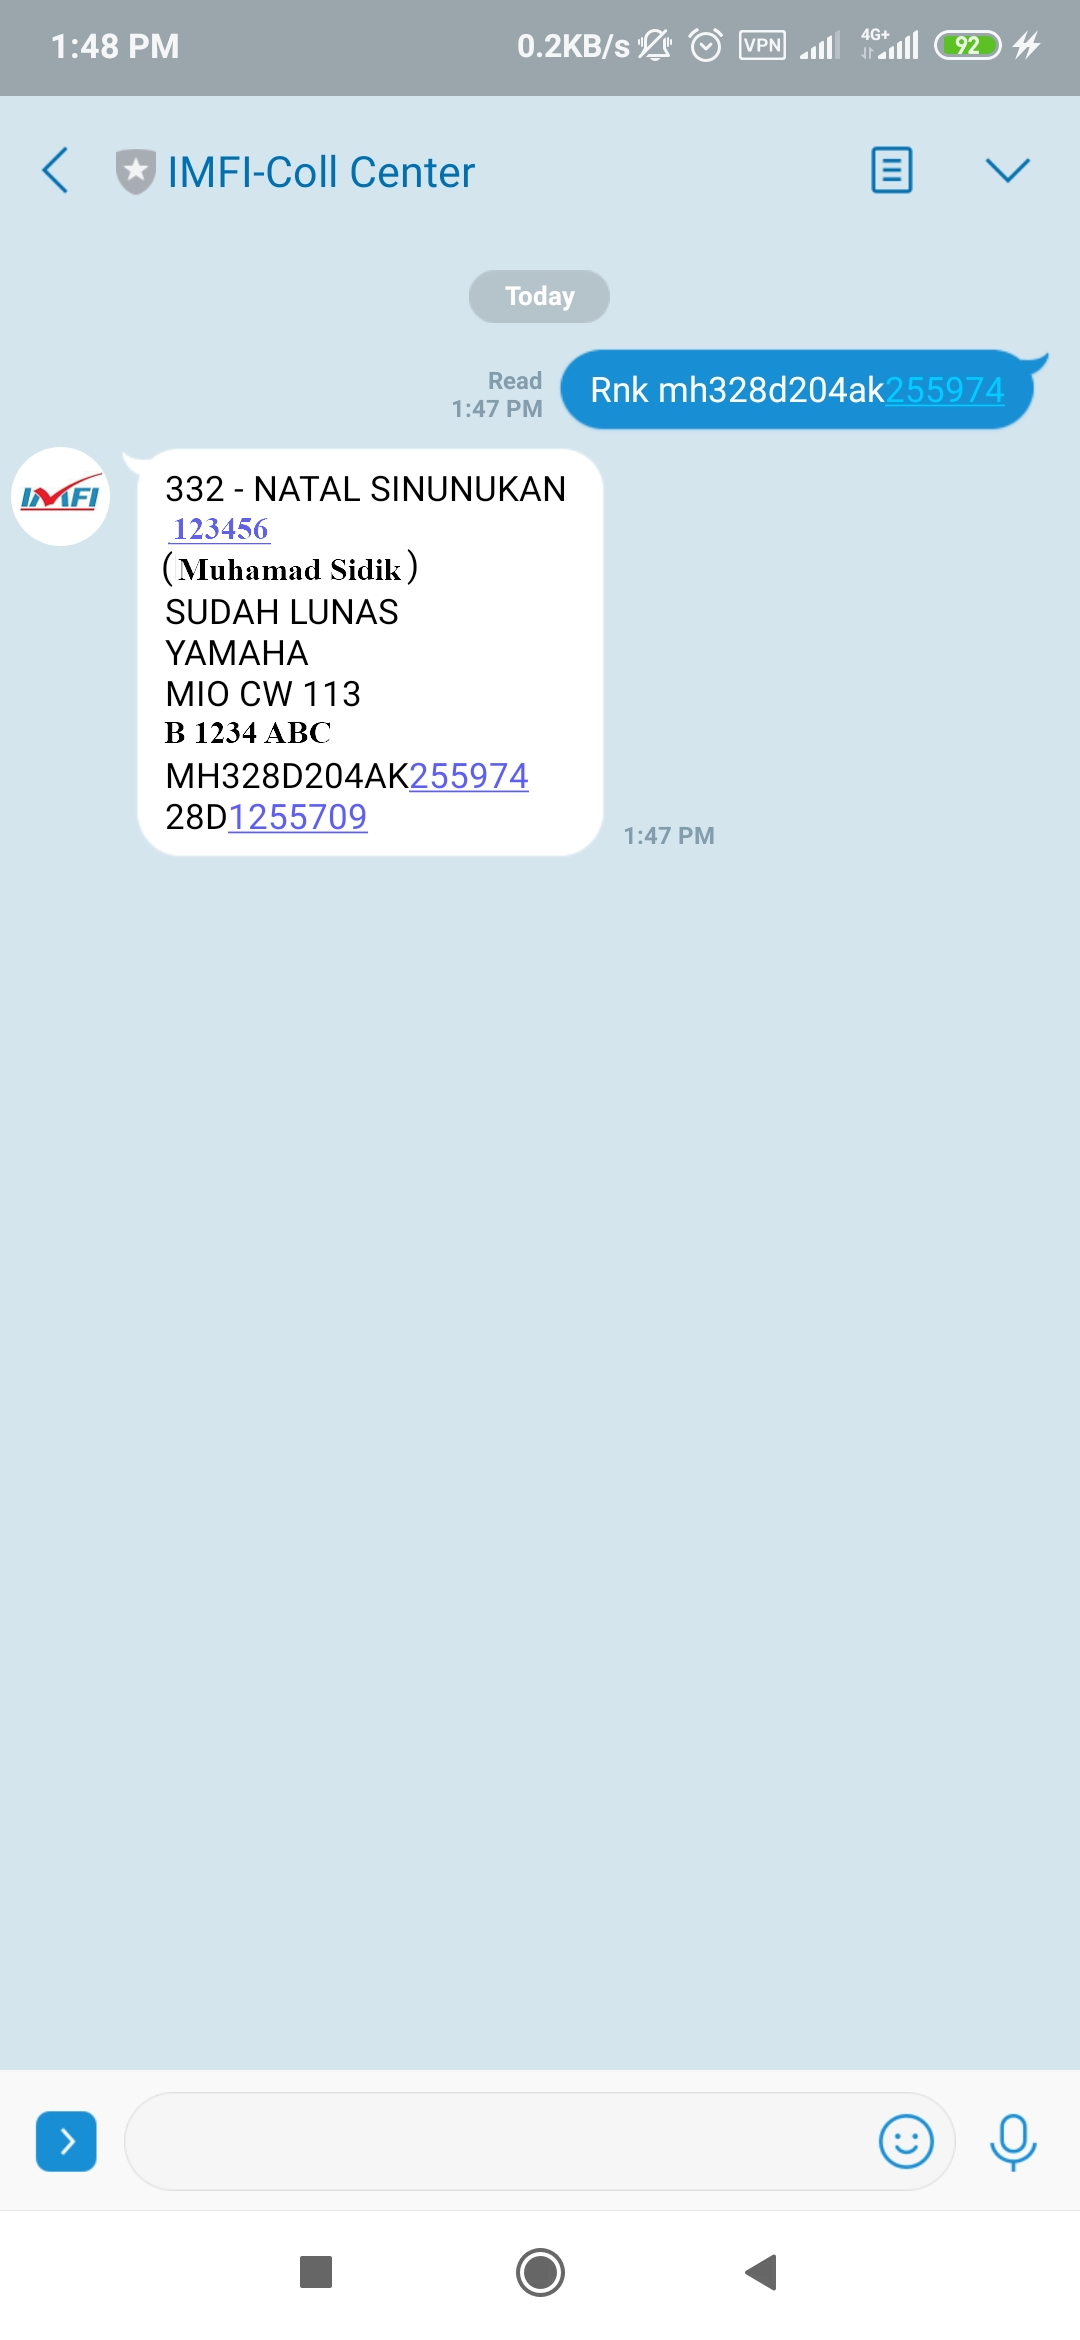 1:48 PM
0.2KB/s VPN 4G+ 92
IMFI-Coll Center
Today
Read
1:47 PM
Rnk mh328d204ak255974
IMFI
332 - NATAL SINUNUKAN
123456
(Muhamad Sidik)
SUDAH LUNAS
YAMAHA
MIO CW 113
B 1234 ABC
MH328D204AK255974
28D1255709
1:47 PM